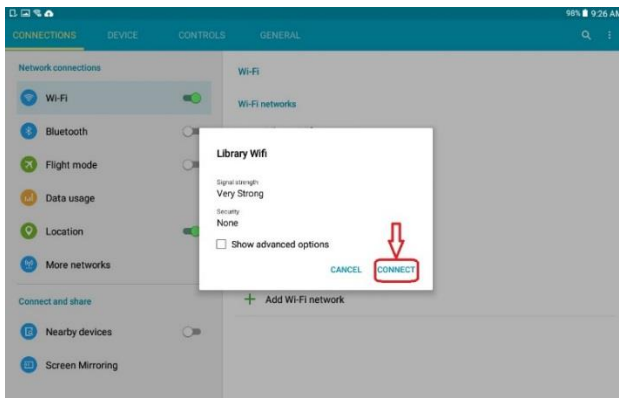 98% 9:26 AM
CONNECTIONS DEVICE CONTROLS GENERAL
Network connections
Wi-Fi
Bluetooth
Flight mode
Data usage
Location
More networks
Connect and share
Nearby devices
Screen Mirroring
Wi-Fi
Wi-Fi networks
Library Wifi
Signal strength
Very Strong
Security
None
Show advanced options
CANCEL CONNECT
Add Wi-Fi network